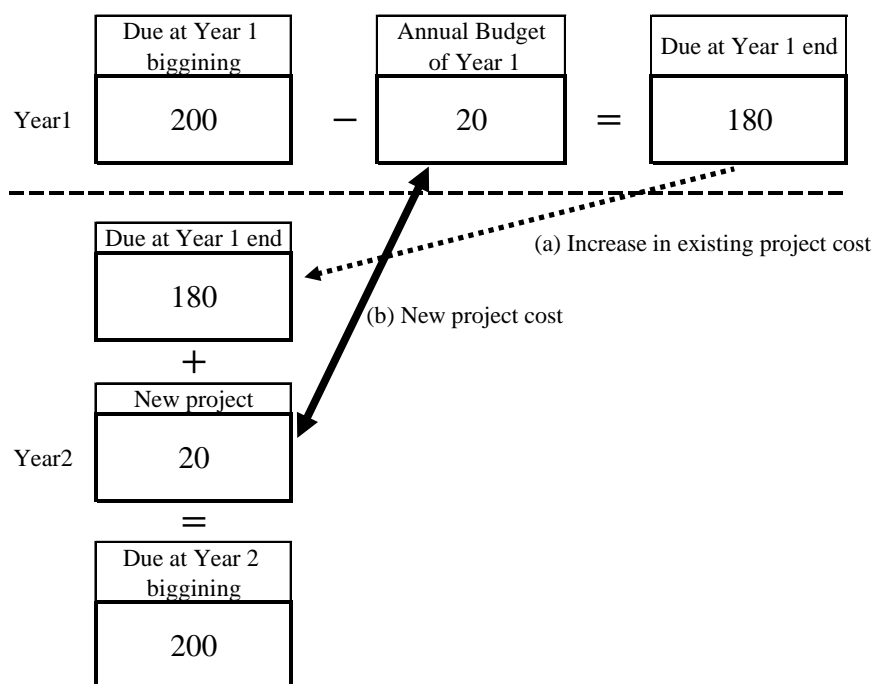 Due at Year 1
biggining
Annual Budget
of Year 1
Due at Year 1 end
Year1
200
−
20
=
180
Due at Year 1 end
(a) Increase in existing project cost
180
(b) New project cost
+
New project
Year2
20
=
Due at Year 2
biggining
200